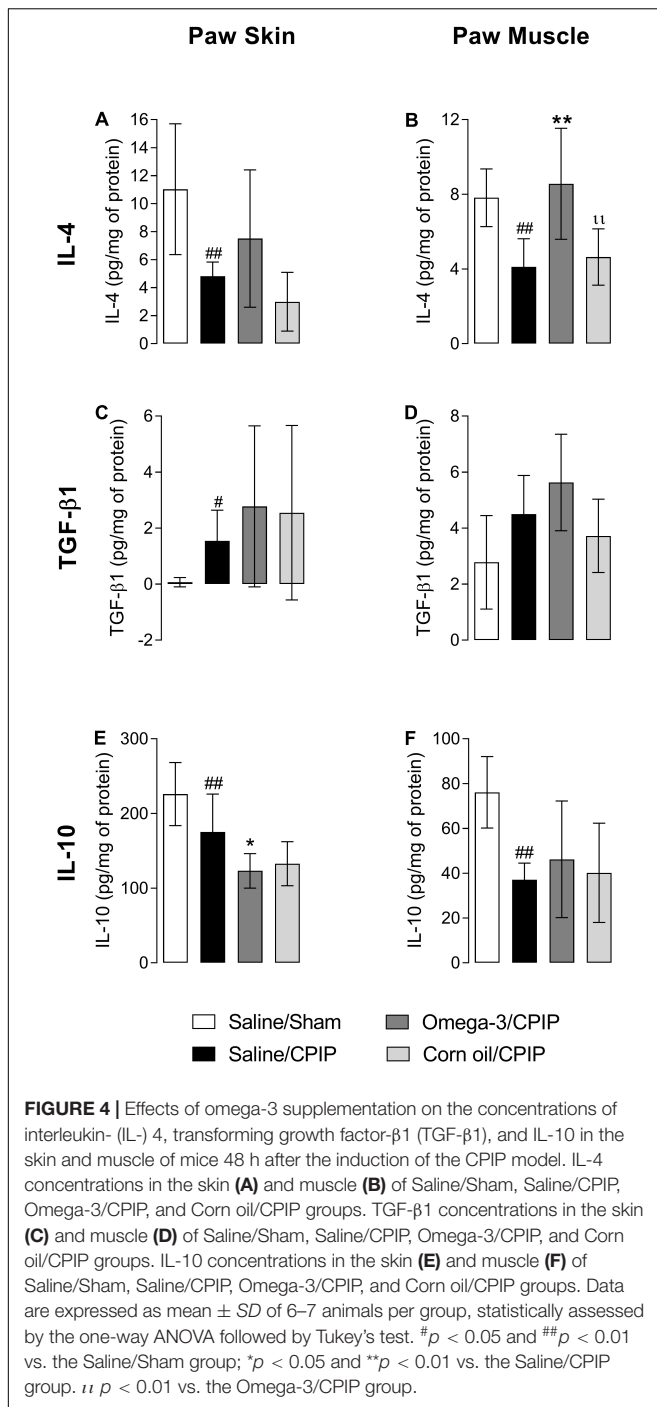 Paw Skin Paw Muscle
IL-4
A
IL-4 (pg/mg of protein)
16
14
12
10
8
6
4
2
0
##
B
IL-4 (pg/mg of protein)
12
8
4
0
##
**
ιι
TGF-β1
C
TGF-β1 (pg/mg of protein)
6
4
2
0
-2
#
D
TGF-β1 (pg/mg of protein)
8
6
4
2
0
IL-10
E
IL-10 (pg/mg of protein)
300
200
100
0
##
*
F
IL-10 (pg/mg of protein)
100
80
60
40
20
0
##
Saline/Sham Omega-3/CPIP
Saline/CPIP Corn oil/CPIP
FIGURE 4 | Effects of omega-3 supplementation on the concentrations of
interleukin- (IL-) 4, transforming growth factor-β1 (TGF-β1), and IL-10 in the
skin and muscle of mice 48 h after the induction of the CPIP model. IL-4
concentrations in the skin (A) and muscle (B) of Saline/Sham, Saline/CPIP,
Omega-3/CPIP, and Corn oil/CPIP groups. TGF-β1 concentrations in the skin
(C) and muscle (D) of Saline/Sham, Saline/CPIP, Omega-3/CPIP, and Corn
oil/CPIP groups. IL-10 concentrations in the skin (E) and muscle (F) of
Saline/Sham, Saline/CPIP, Omega-3/CPIP, and Corn oil/CPIP groups. Data
are expressed as mean ± SD of 6–7 animals per group, statistically assessed
by the one-way ANOVA followed by Tukey's test. #p < 0.05 and ##p < 0.01
vs. the Saline/Sham group; *p < 0.05 and **p < 0.01 vs. the Saline/CPIP
group. ιι p < 0.01 vs. the Omega-3/CPIP group.